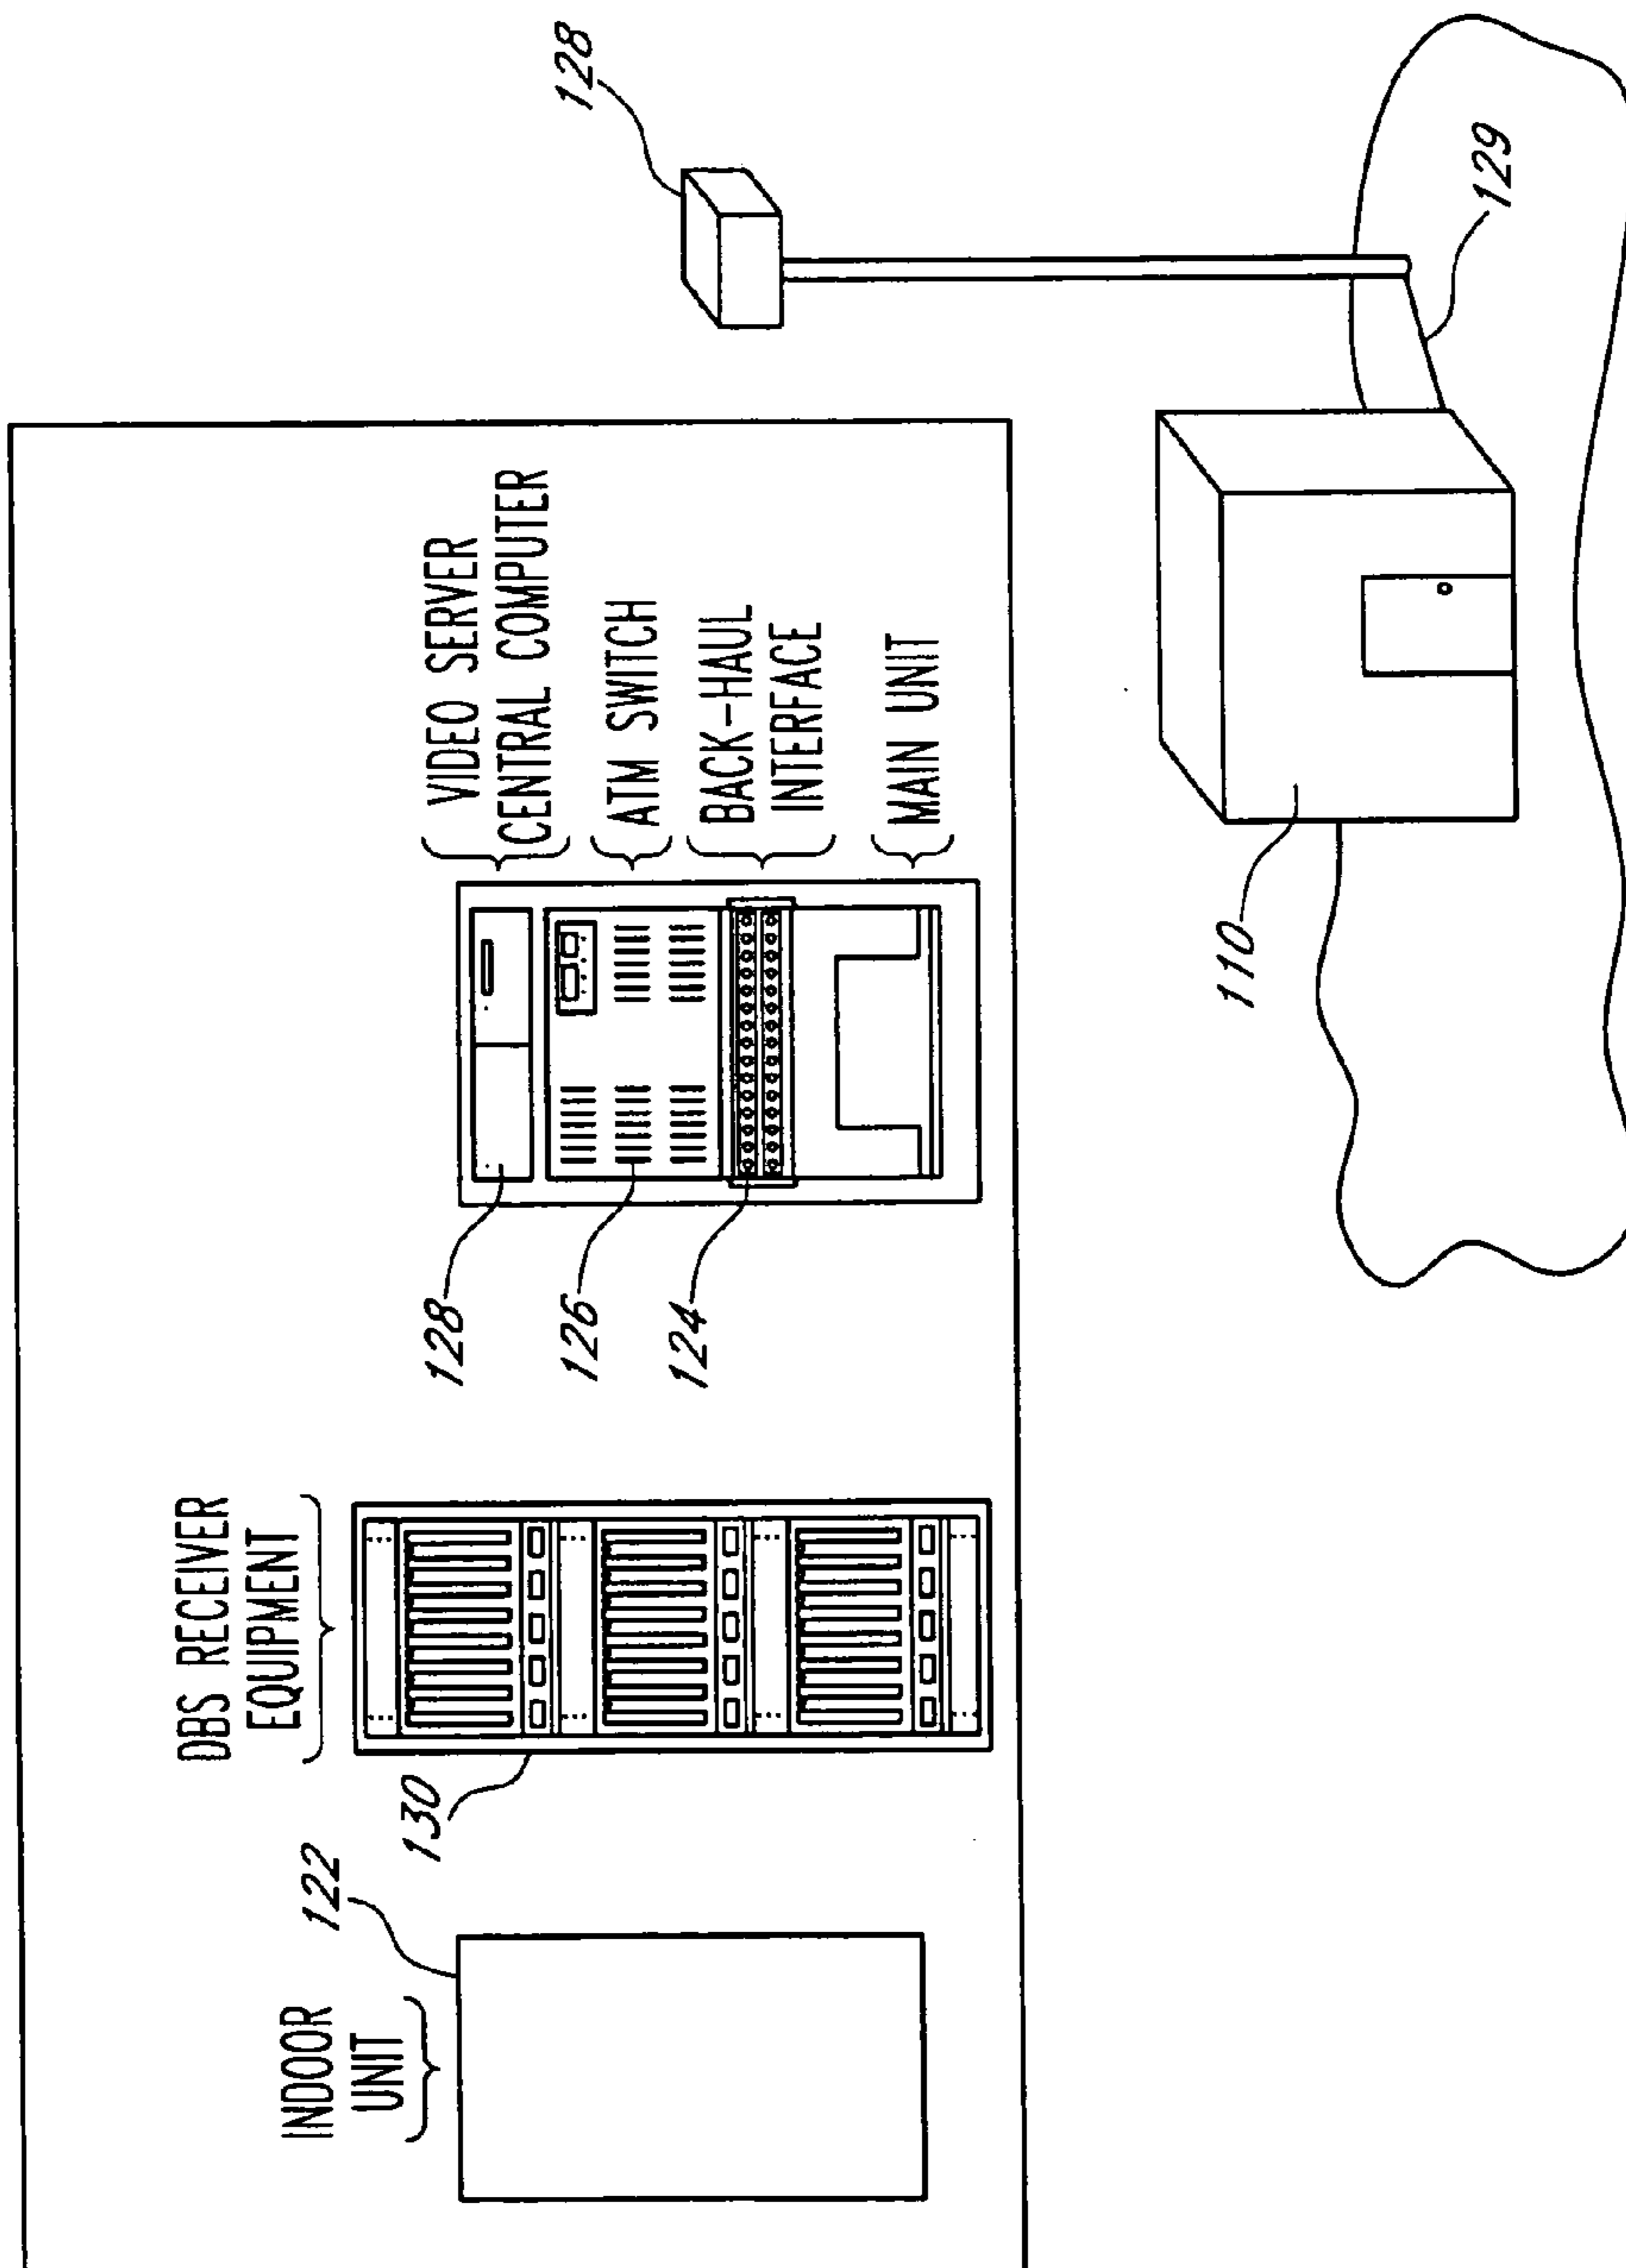 INDOOR
UNIT
122
DBS RECEIVER
EQUIPMENT
130
128
126
124
VIDEO SERVER
CENTRAL COMPUTER
ATM SWITCH
BACK-HAUL
INTERFACE
MAIN UNIT
110
128
129